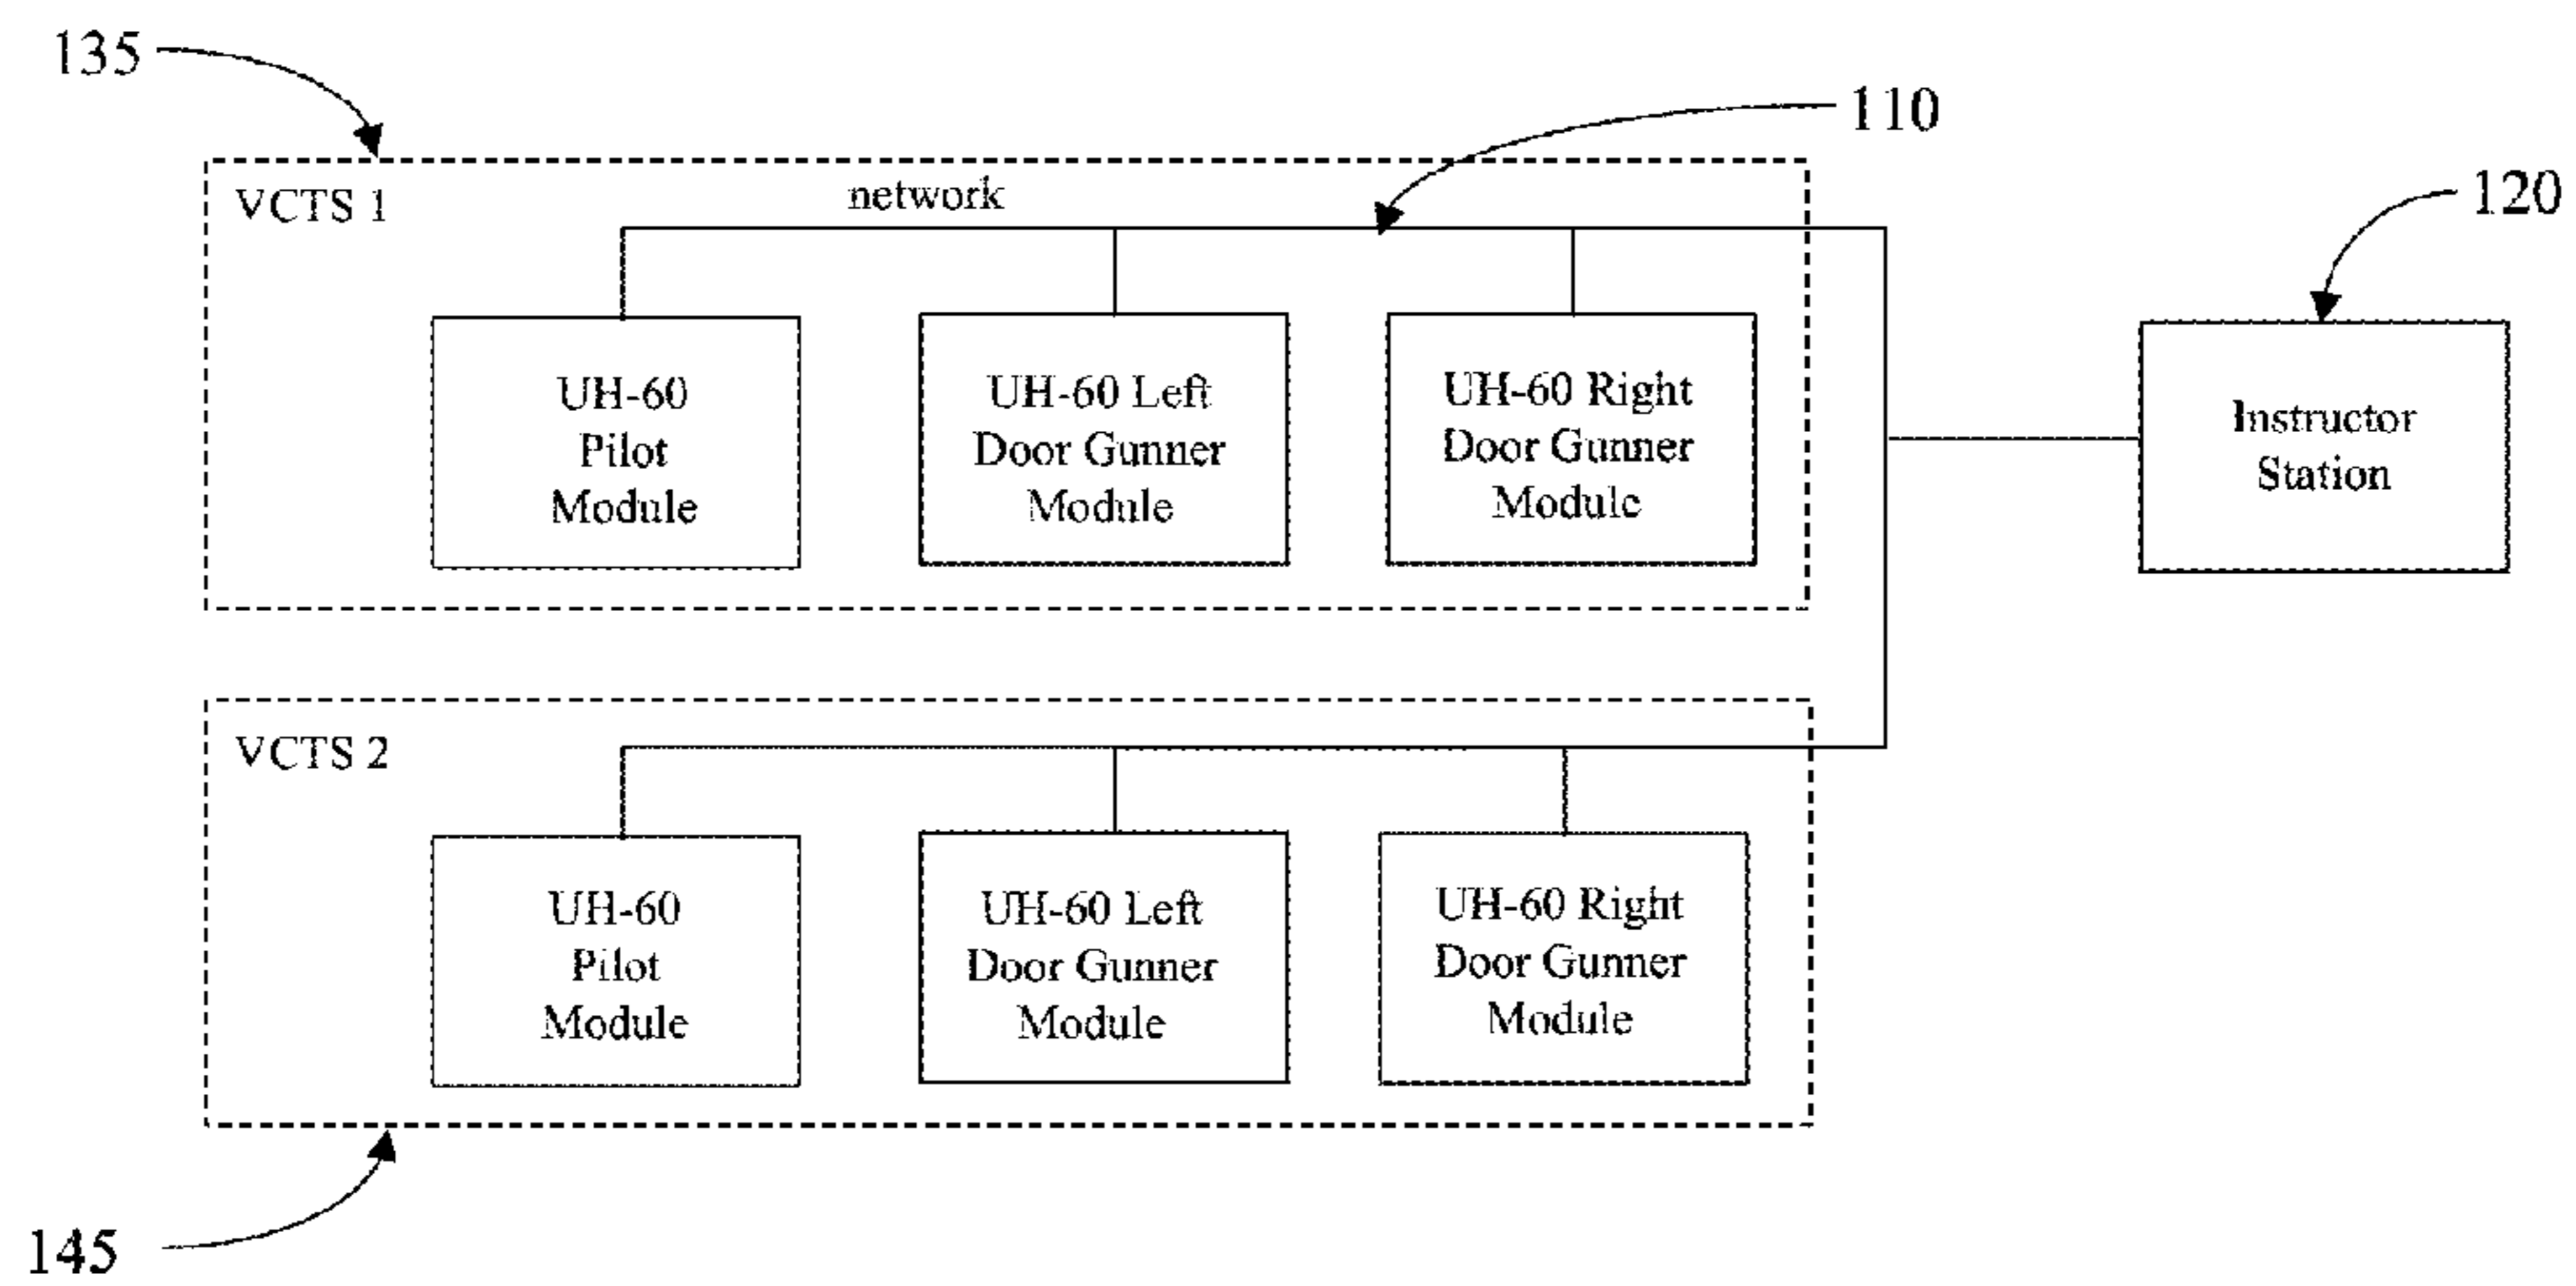 135
110
120
VCTS 1
network
UH-60
Pilot
Module
UH-60 Left
Door Gunner
Module
UH-60 Right
Door Gunner
Module
Instructor
Station
VCTS 2
UH-60
Pilot
Module
UH-60 Left
Door Gunner
Module
UH-60 Right
Door Gunner
Module
145